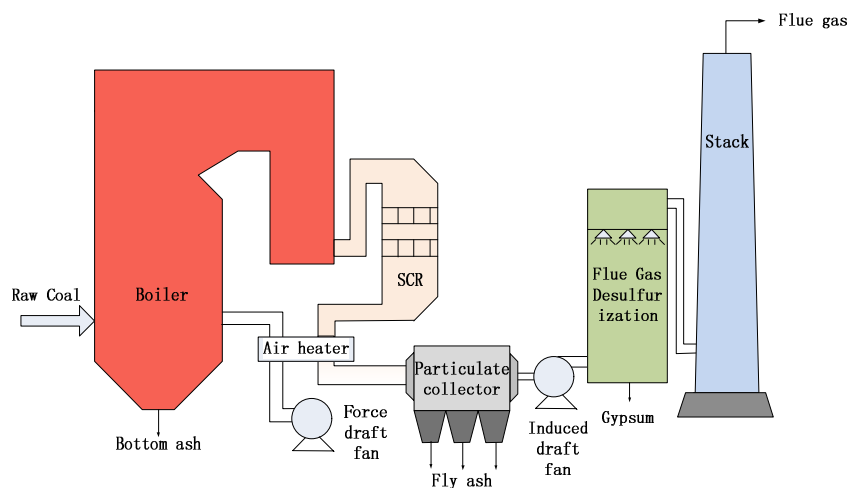 Flue gas
Stack
Raw Coal
Boiler
SCR
Flue Gas
Desulfur
ization
Air heater
Particulate
collector
Force
draft
fan
Induced
draft
fan
Gypsum
Bottom ash
Fly ash